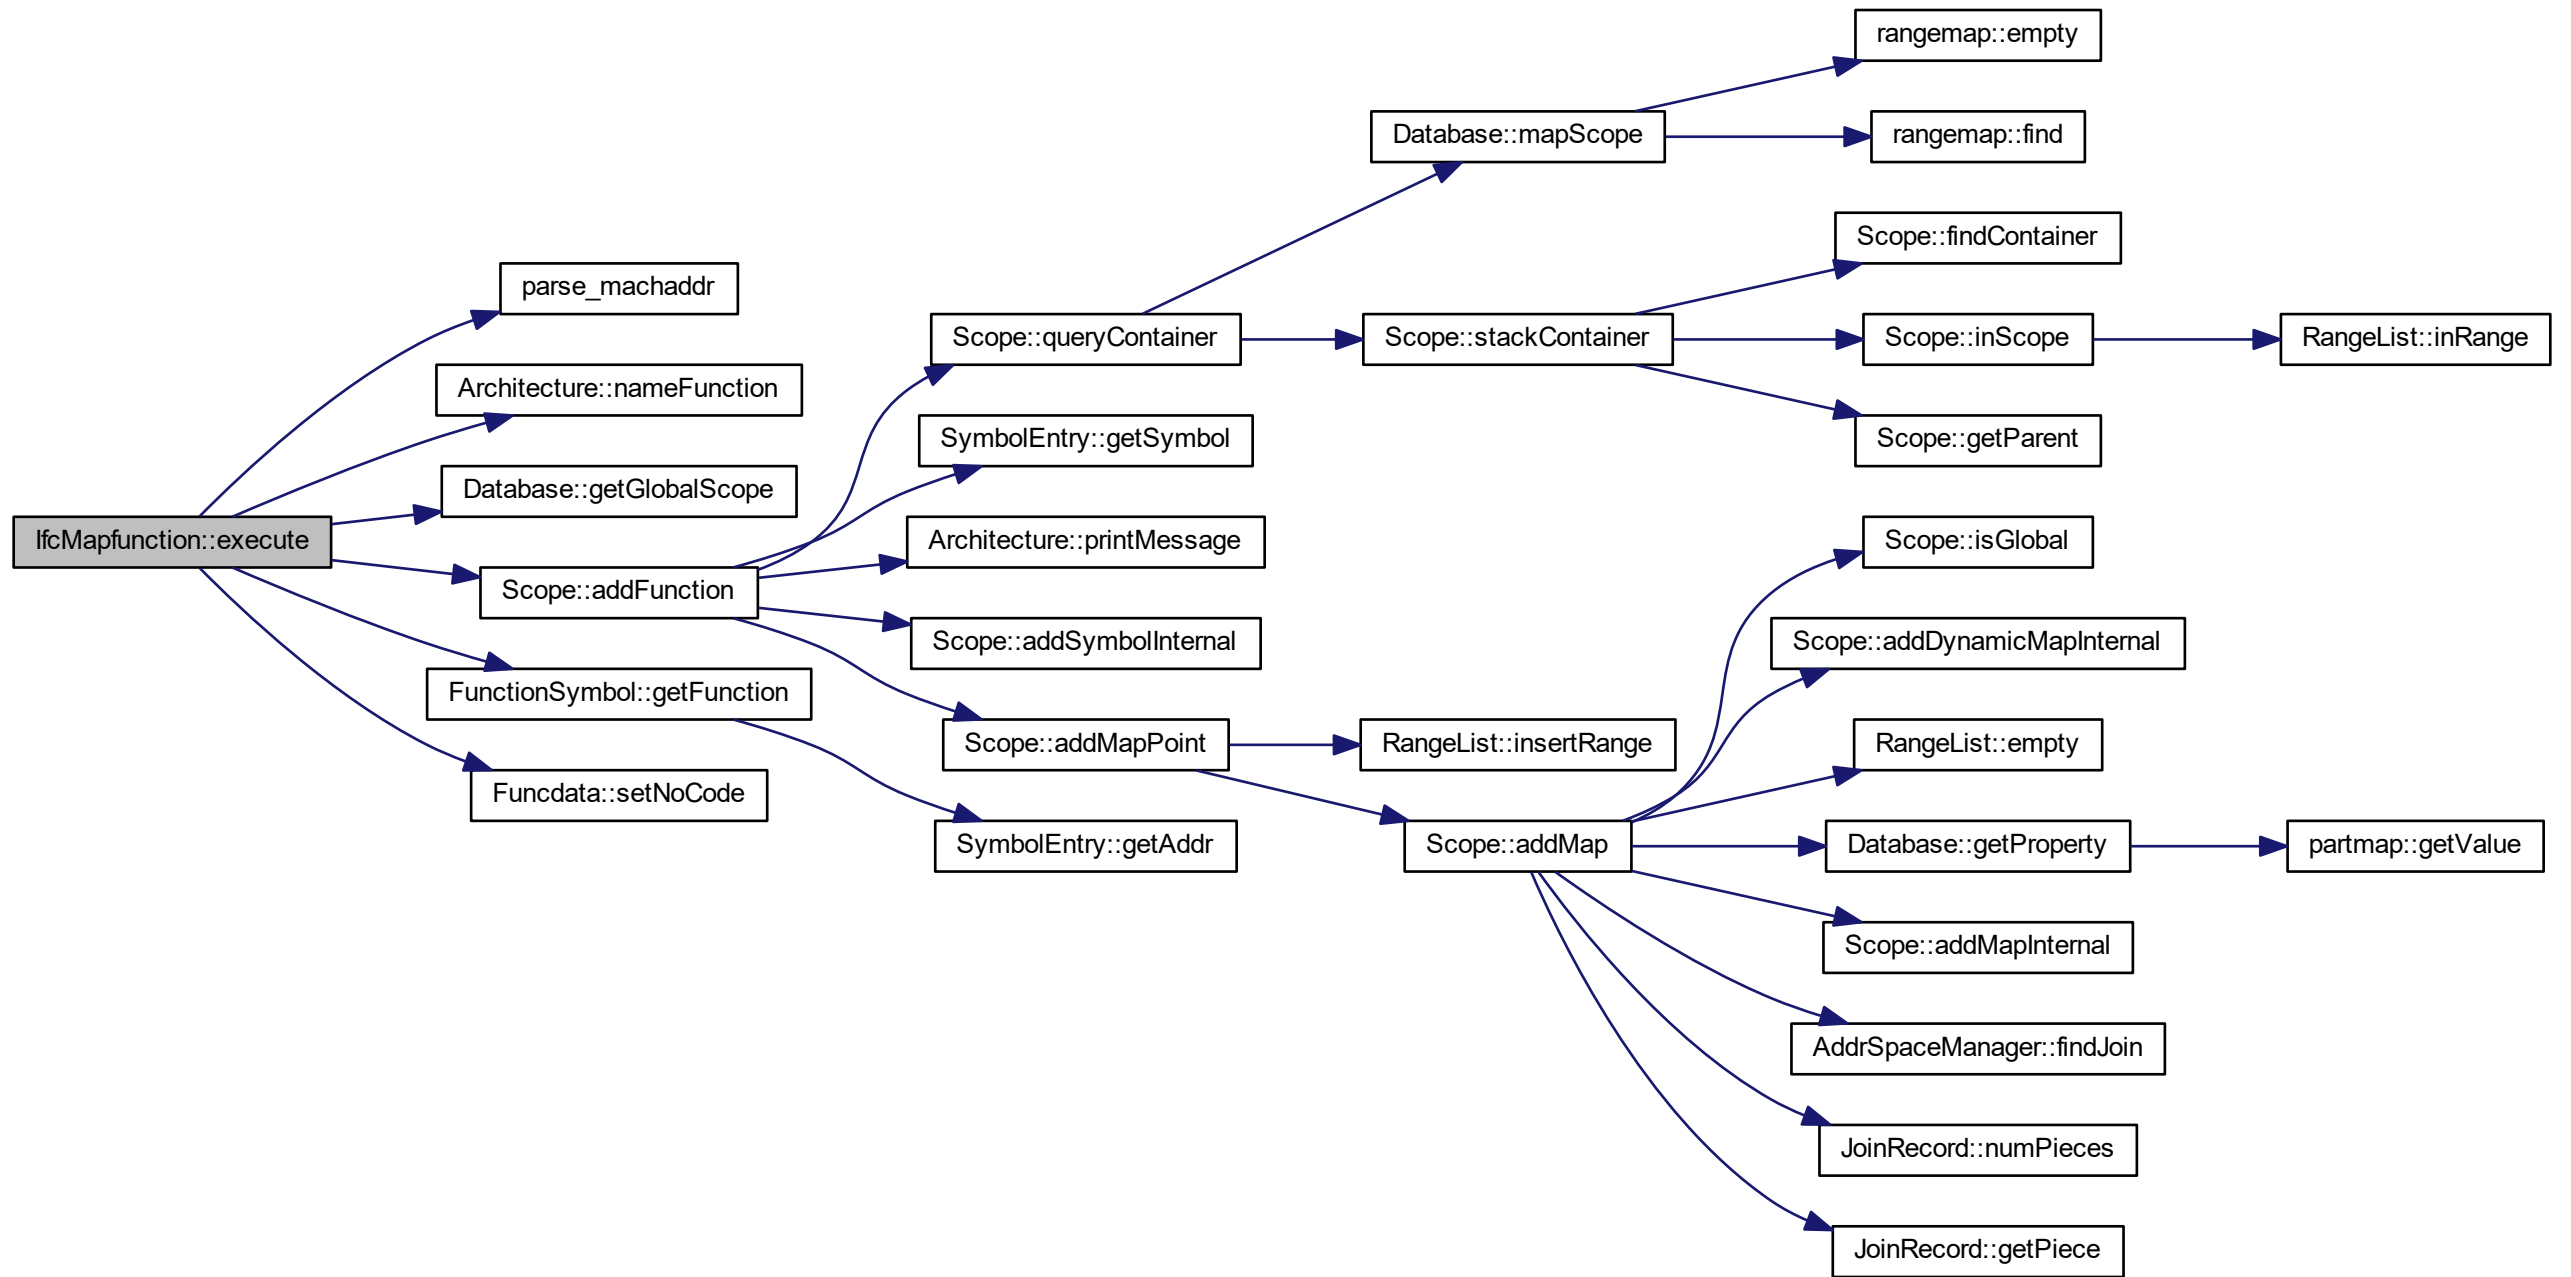 IfcMapfunction::execute
parse_machaddr
Architecture::nameFunction
Database::getGlobalScope
Scope::addFunction
FunctionSymbol::getFunction
Funcdata::setNoCode
Scope::queryContainer
SymbolEntry::getSymbol
Architecture::printMessage
Scope::addSymbolInternal
Scope::addMapPoint
SymbolEntry::getAddr
Database::mapScope
Scope::stackContainer
RangeList::insertRange
Scope::addMap
rangemap::empty
rangemap::find
Scope::findContainer
Scope::inScope
Scope::getParent
Scope::isGlobal
Scope::addDynamicMapInternal
RangeList::empty
Database::getProperty
Scope::addMapInternal
AddrSpaceManager::findJoin
JoinRecord::numPieces
JoinRecord::getPiece
RangeList::inRange
partmap::getValue